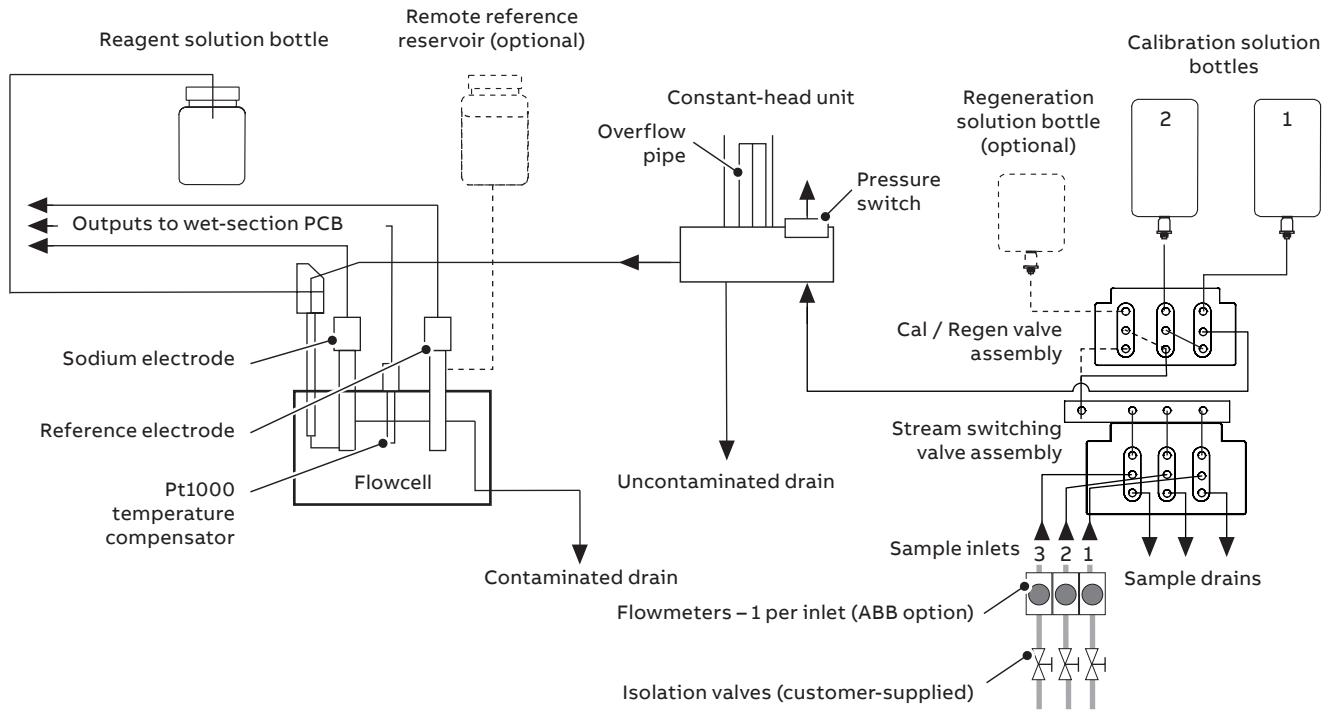 Reagent solution bottle
Remote reference
reservoir (optional)
Constant-head unit
Overflow
pipe
Pressure
switch
Regeneration
solution bottle
(optional)
Calibration solution
bottles
2
1
Outputs to wet-section PCB
Sodium electrode
Reference electrode
Pt1000
temperature
compensator
Flowcell
Contaminated drain
Uncontaminated drain
Cal / Regen valve
assembly
Stream switching
valve assembly
Sample inlets
3 2 1
Sample drains
Flowmeters – 1 per inlet (ABB option)
Isolation valves (customer-supplied)